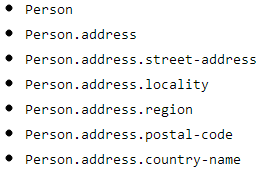 Person
Person.address
Person.address.street-address
Person.address.locality
Person.address.region
Person.address.postal-code
Person.address.country-name